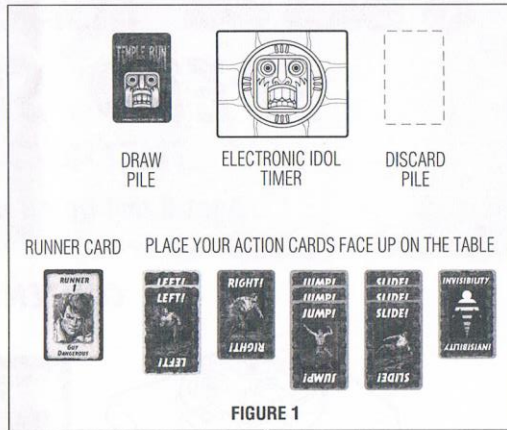 TEMPLE RUN
DRAW
PILE
ELECTRONIC IDOL
TIMER
DISCARD
PILE
RUNNER CARD
PLACE YOUR ACTION CARDS FACE UP ON THE TABLE
RUNNER
1
GUY
DANGEROUS
LEFT!
LEFT!
LEFT!
RIGHT!
RIGHT!
JUMP!
JUMP!
JUMP!
JUMP!
SLIDE!
SLIDE!
SLIDE!
SLIDE!
INVISIBILITY
INVISIBILITY
FIGURE 1